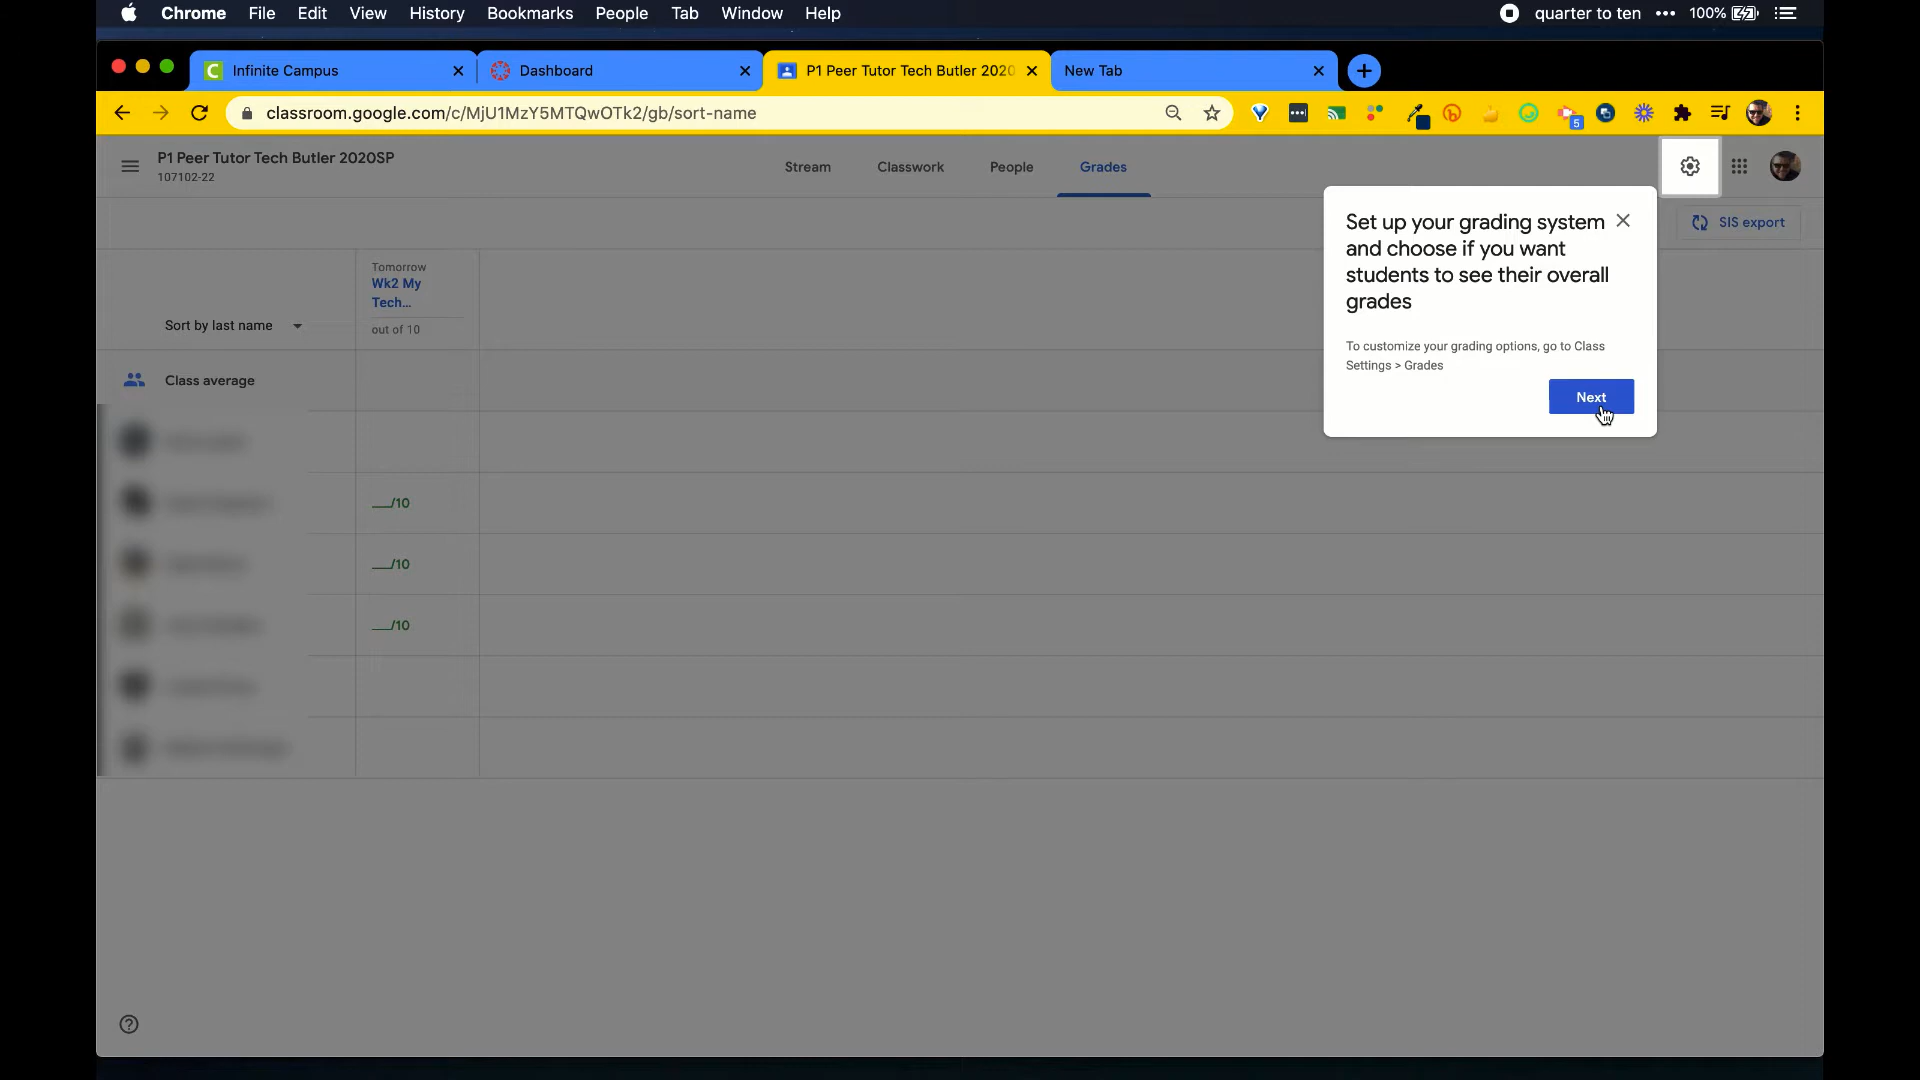 Chrome File Edit View History Bookmarks People Tab Window Help quarter to ten ••• 100%
Infinite Campus
Dashboard
P1 Peer Tutor Tech Butler 2020
New Tab
classroom.google.com/c/MjU1MzY5MTQwOTk2/gb/sort-name
5
P1 Peer Tutor Tech Butler 2020SP
107102-22
Stream Classwork People Grades
SIS export
Set up your grading system
and choose if you want
students to see their overall
grades
To customize your grading options, go to Class
Settings > Grades
Next
Tomorrow
Wk2 My
Tech...
out of 10
Sort by last name
Class average
___/10
___/10
___/10